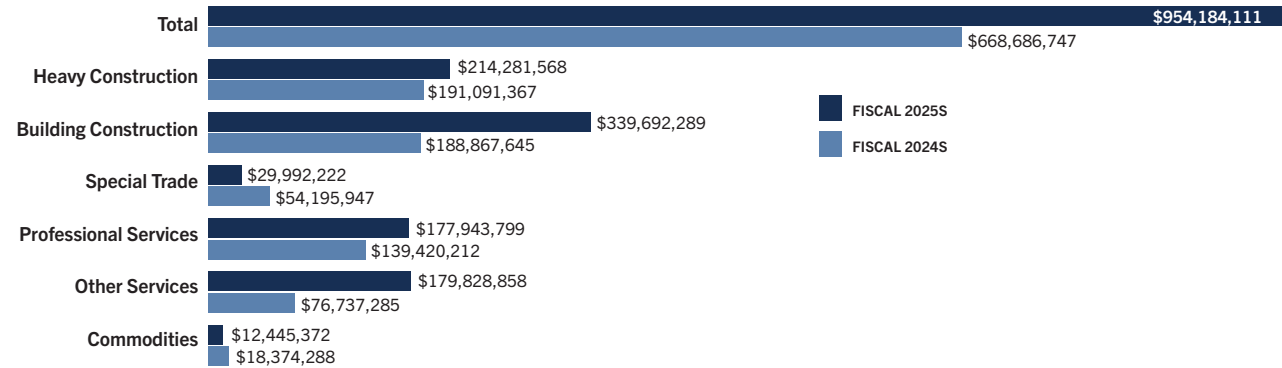 Total
$954,184,111
$668,686,747
Heavy Construction
$214,281,568
$191,091,367
Building Construction
$339,692,289
$188,867,645
FISCAL 2025S
FISCAL 2024S
Special Trade
$29,992,222
$54,195,947
Professional Services
$177,943,799
$139,420,212
Other Services
$179,828,858
$76,737,285
Commodities
$12,445,372
$18,374,288